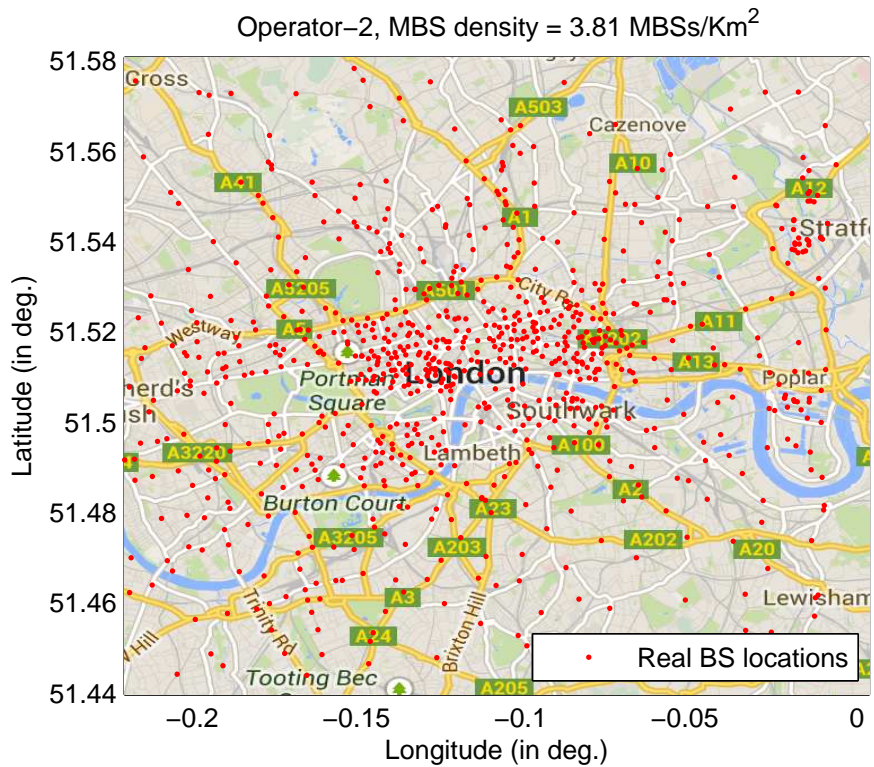 Operator−2, MBS density = 3.81 MBSs/Km2
Latitude (in deg.)
51.58
51.56
51.54
51.52
51.5
51.48
51.46
51.44
Cross
A503
Cazenove
A10
A41
A12
A1
Stratf
A5205
City R
Westway
A11
A13
Portman
Square
London
Poplar
Southwark
Lambeth
A100
A3220
Burton Court
A2
A23
A3205
A203
A202
A20
A3
Lewisham
Trinity Rd
A24
Brixton Hill
Hill
Tooting Bec
A205
Real BS locations
−0.2
−0.15
−0.1
−0.05
0
Longitude (in deg.)